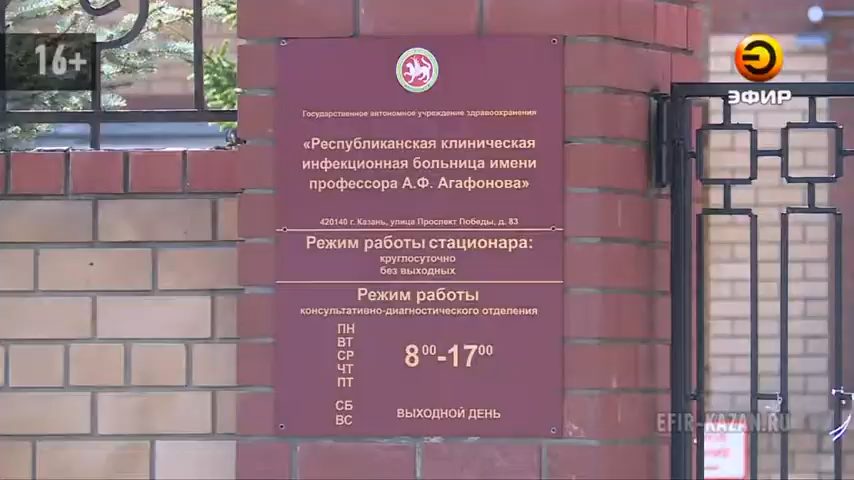 16+
ЭФИР
Государственное автономное учреждение здравоохранения
«Республиканская клиническая
инфекционная больница имени
профессора А.Ф. Агафонова»
420140 г. Казань, улица Проспект Победы, д. 83
Режим работы стационара:
круглосуточно
без выходных
Режим работы
консультативно-диагностического отделения
ПН
ВТ
СР
ЧТ
ПТ
8⁰⁰-17⁰⁰
СБ
ВС
ВЫХОДНОЙ ДЕНЬ
EFIR-KAZAN.RU